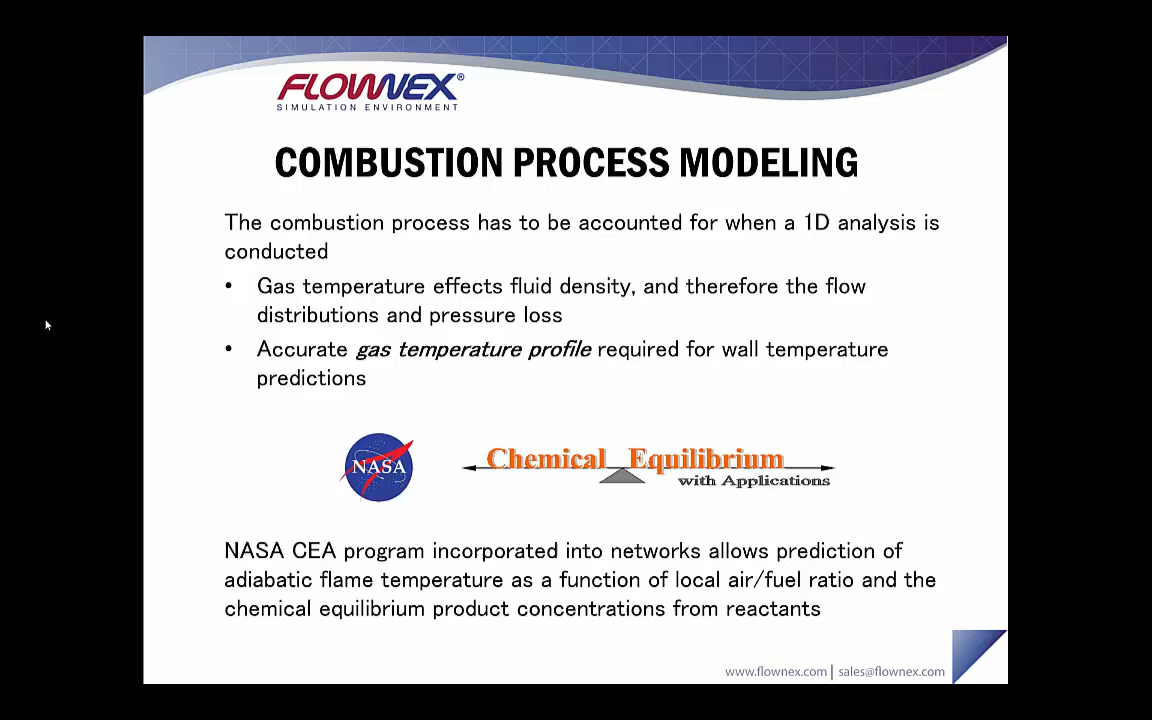 FLOWNEX®
SIMULATION ENVIRONMENT
COMBUSTION PROCESS MODELING
The combustion process has to be accounted for when a 1D analysis is
conducted
• Gas temperature effects fluid density, and therefore the flow
distributions and pressure loss
• Accurate gas temperature profile required for wall temperature
predictions
NASA
Chemical Equilibrium
with Applications
NASA CEA program incorporated into networks allows prediction of
adiabatic flame temperature as a function of local air/fuel ratio and the
chemical equilibrium product concentrations from reactants
www.flownex.com | sales@flownex.com